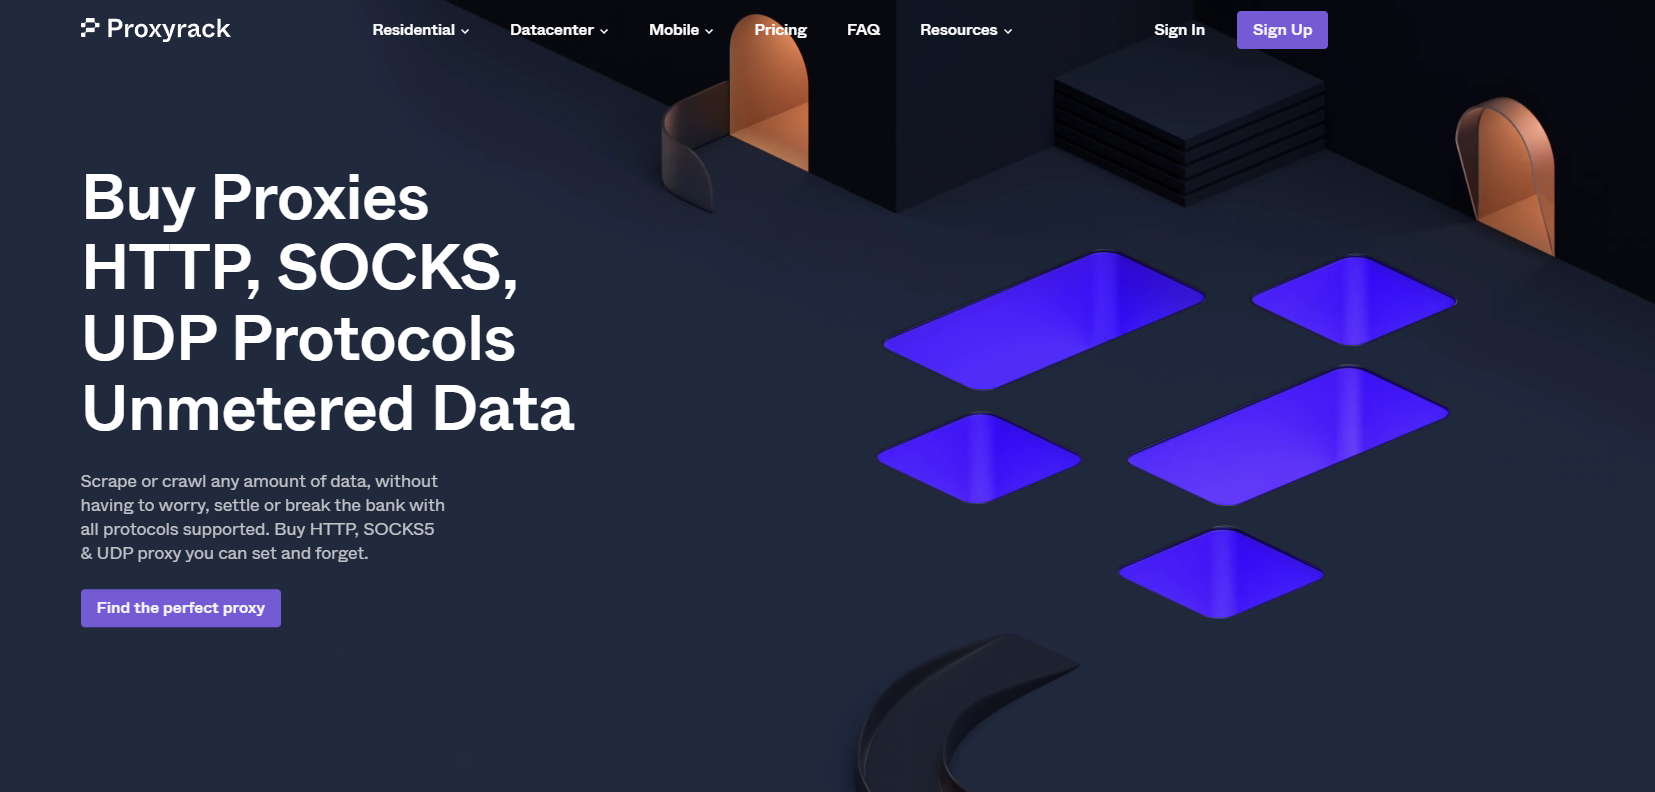 Proxyrack
Residential
Datacenter
Mobile
Pricing
FAQ
Resources
Sign In
Sign Up
Buy Proxies
HTTP, SOCKS,
UDP Protocols
Unmetered Data
Scrape or crawl any amount of data, without
having to worry, settle or break the bank with
all protocols supported. Buy HTTP, SOCKS5
& UDP proxy you can set and forget.
Find the perfect proxy